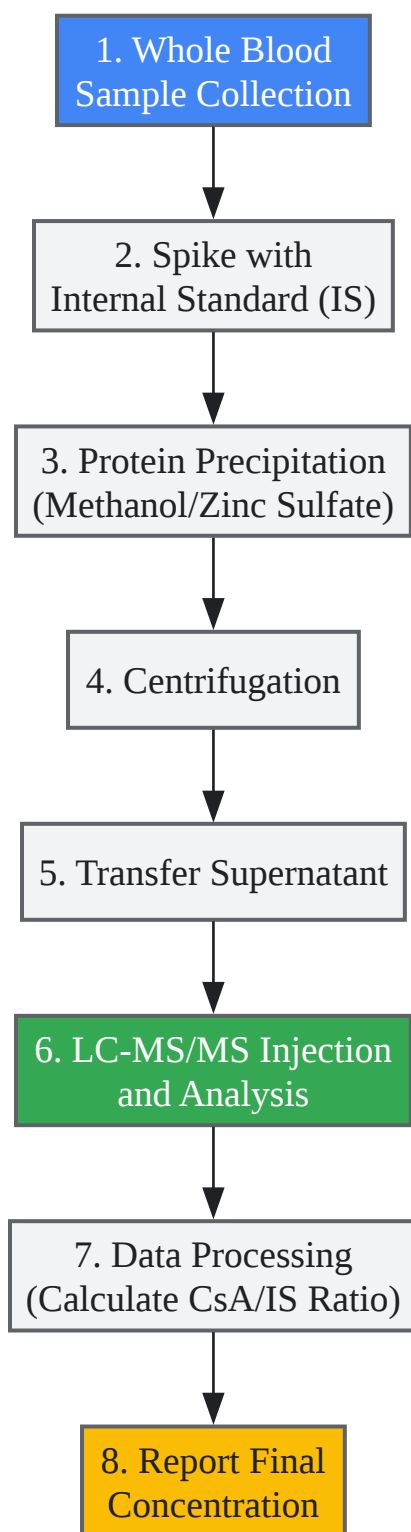 1. Whole Blood
Sample Collection
2. Spike with
Internal Standard (IS)
3. Protein Precipitation
(Methanol/Zinc Sulfate)
4. Centrifugation
5. Transfer Supernatant
6. LC-MS/MS Injection
and Analysis
7. Data Processing
(Calculate CsA/IS Ratio)
8. Report Final
Concentration